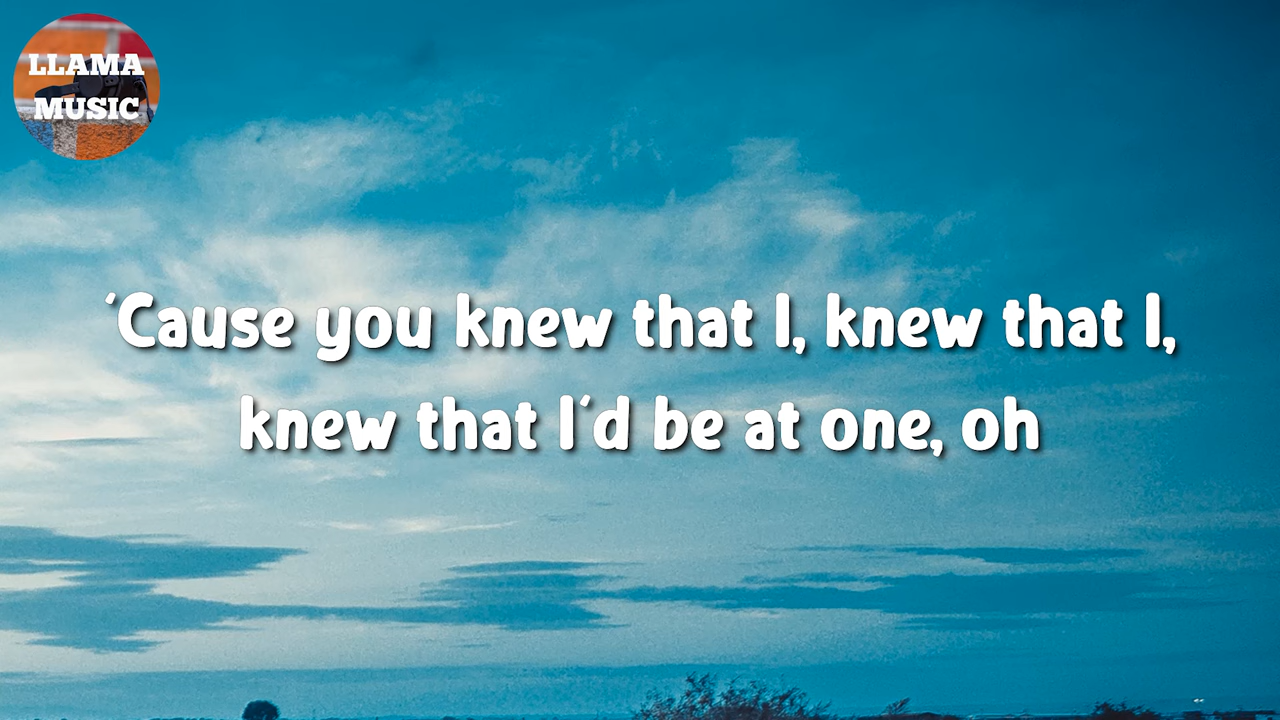 LLAMA
MUSIC
'Cause you knew that I, knew that I,
knew that I'd be at one, oh